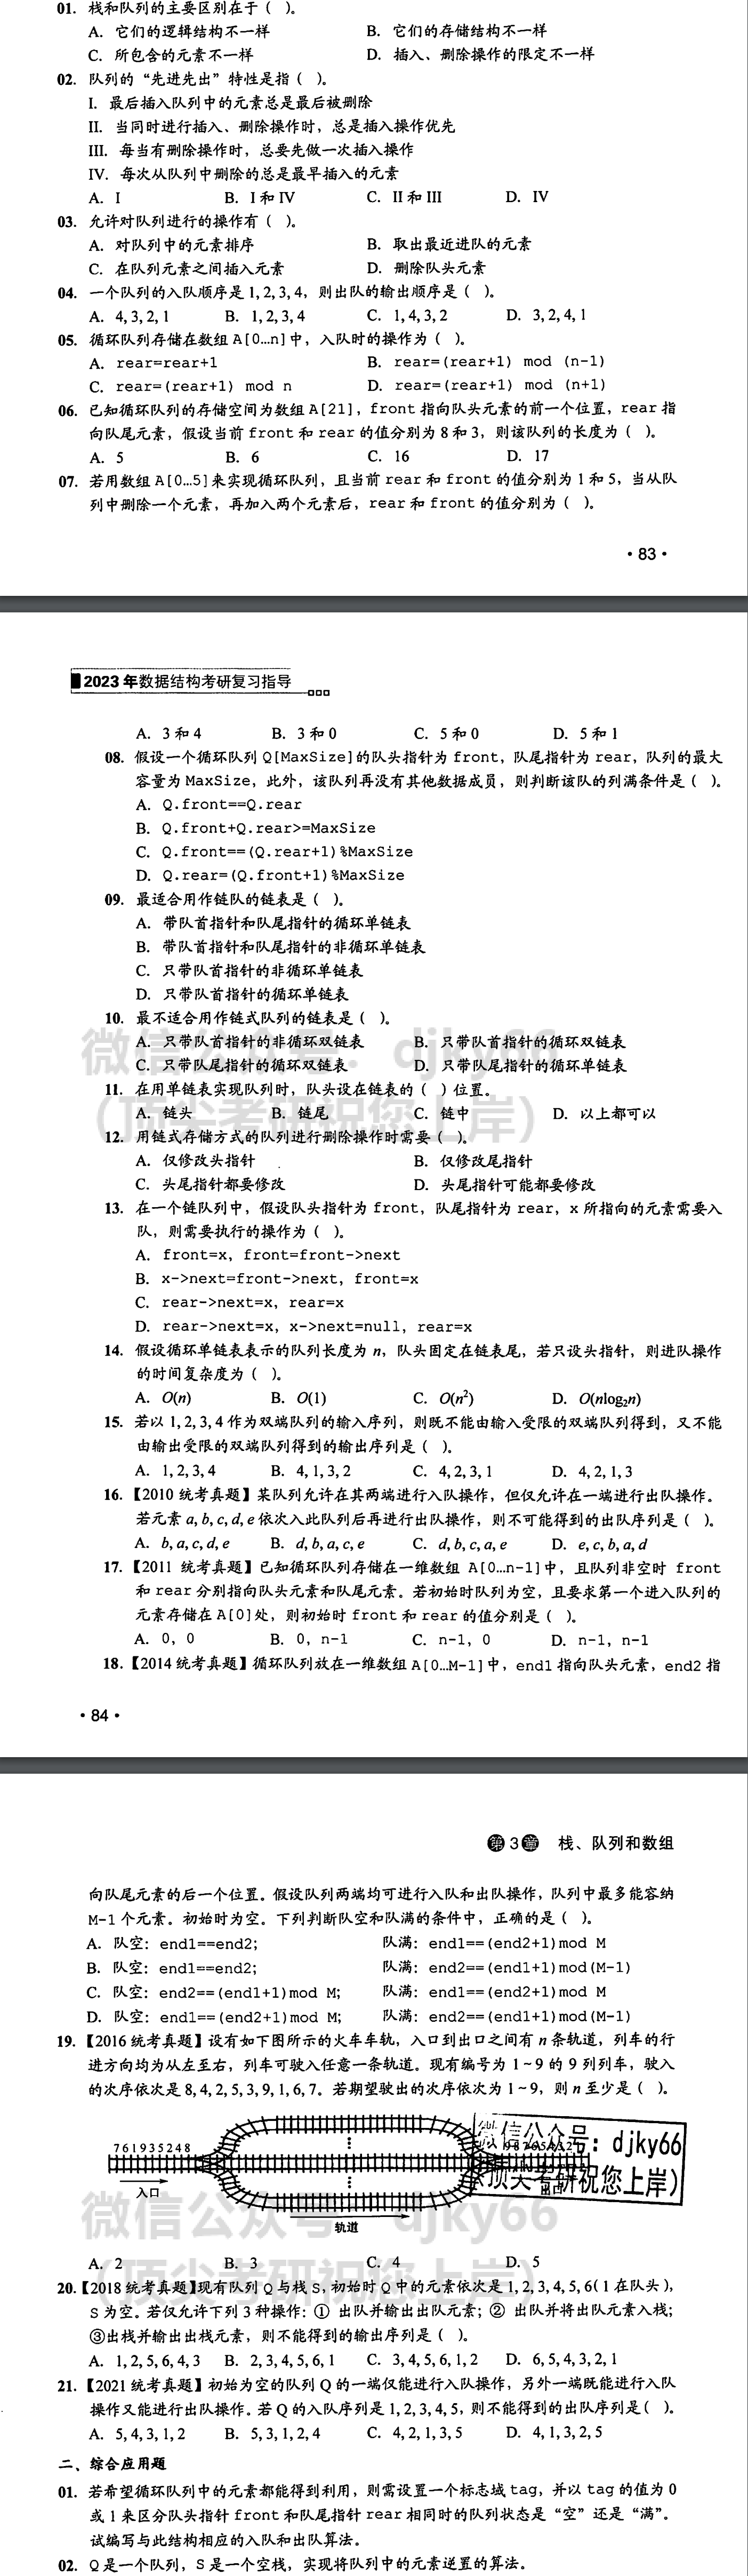 01. 栈和队列的主要区别在于（ ）。
A. 它们的逻辑结构不一样 B. 它们的存储结构不一样
C. 所包含的元素不一样 D. 插入、删除操作的限定不一样
02. 队列的“先进先出”特性是指（ ）。
I. 最后插入队列中的元素总是最后被删除
II. 当同时进行插入、删除操作时，总是插入操作优先
III. 每当有删除操作时，总要先做一次插入操作
IV. 每次从队列中删除的总是最早插入的元素
A. I B. I 和 IV C. II 和 III D. IV
03. 允许对队列进行的操作有（ ）。
A. 对队列中的元素排序 B. 取出最近进队的元素
C. 在队列元素之间插入元素 D. 删除队头元素
04. 一个队列的入队顺序是 1, 2, 3, 4，则出队的输出顺序是（ ）。
A. 4, 3, 2, 1 B. 1, 2, 3, 4 C. 1, 4, 3, 2 D. 3, 2, 4, 1
05. 循环队列存储在数组 A[0…n]中，入队时的操作为（ ）。
A. rear=rear+1 B. rear=(rear+1) mod (n-1)
C. rear=(rear+1) mod n D. rear=(rear+1) mod (n+1)
06. 已知循环队列的存储空间为数组 A[21]，front 指向队头元素的前一个位置，rear 指
向队尾元素，假设当前 front 和 rear 的值分别为 8 和 3，则该队列的长度为（ ）。
A. 5 B. 6 C. 16 D. 17
07. 若用数组 A[0…5]来实现循环队列，且当前 rear 和 front 的值分别为 1 和 5，当从队
列中删除一个元素，再加入两个元素后，rear 和 front 的值分别为（ ）。
• 83 •
2023 年数据结构考研复习指导
A. 3 和 4 B. 3 和 0 C. 5 和 0 D. 5 和 1
08. 假设一个循环队列 Q[MaxSize]的队头指针为 front，队尾指针为 rear，队列的最大
容量为 MaxSize，此外，该队列再没有其他数据成员，则判断该队的列满条件是（ ）。
A. Q.front==Q.rear
B. Q.front+Q.rear>=MaxSize
C. Q.front==(Q.rear+1)%MaxSize
D. Q.rear=(Q.front+1)%MaxSize
09. 最适合用作链队的链表是（ ）。
A. 带队首指针和队尾指针的循环单链表
B. 带队首指针和队尾指针的非循环单链表
C. 只带队首指针的非循环单链表
D. 只带队首指针的循环单链表
10. 最不适合用作链式队列的链表是（ ）。
A. 只带队首指针的非循环双链表 B. 只带队首指针的循环双链表
C. 只带队尾指针的循环双链表 D. 只带队尾指针的循环单链表
微信公众号：djky66
11. 在用单链表实现队列时，队头设在链表的（ ）位置。
A. 链头 B. 链尾 C. 链中 D. 以上都可以
（顶尖考研祝您上岸）
12. 用链式存储方式的队列进行删除操作时需要（ ）。
A. 仅修改头指针 B. 仅修改尾指针
C. 头尾指针都要修改 D. 头尾指针可能都要修改
13. 在一个链队列中，假设队头指针为 front，队尾指针为 rear，x 所指向的元素需要入
队，则需要执行的操作为（ ）。
A. front=x, front=front->next
B. x->next=front->next, front=x
C. rear->next=x, rear=x
D. rear->next=x, x->next=null, rear=x
14. 假设循环单链表表示的队列长度为 n，队头固定在链表尾，若只设头指针，则进队操作
的时间复杂度为（ ）。
A. O(n) B. O(1) C. O(n²) D. O(nlog₂n)
15. 若以 1, 2, 3, 4 作为双端队列的输入序列，则既不能由输入受限的双端队列得到，又不能
由输出受限的双端队列得到的输出序列是（ ）。
A. 1, 2, 3, 4 B. 4, 1, 3, 2 C. 4, 2, 3, 1 D. 4, 2, 1, 3
16.【2010 统考真题】某队列允许在其两端进行入队操作，但仅允许在一端进行出队操作。
若元素 a, b, c, d, e 依次入此队列后再进行出队操作，则不可能得到的出队序列是（ ）。
A. b, a, c, d, e B. d, b, a, c, e C. d, b, c, a, e D. e, c, b, a, d
17.【2011 统考真题】已知循环队列存储在一维数组 A[0…n-1]中，且队列非空时 front
和 rear 分别指向队头元素和队尾元素。若初始时队列为空，且要求第一个进入队列的
元素存储在 A[0]处，则初始时 front 和 rear 的值分别是（ ）。
A. 0, 0 B. 0, n-1 C. n-1, 0 D. n-1, n-1
18.【2014 统考真题】循环队列放在一维数组 A[0…M-1]中，end1 指向队头元素，end2 指
• 84 •
第 3 章 栈、队列和数组
向队尾元素的后一个位置。假设队列两端均可进行入队和出队操作，队列中最多能容纳
M-1 个元素。初始时为空。下列判断队空和队满的条件中，正确的是（ ）。
A. 队空：end1==end2; 队满：end1==(end2+1)mod M
B. 队空：end1==end2; 队满：end2==(end1+1)mod(M-1)
C. 队空：end2==(end1+1)mod M; 队满：end1==(end2+1)mod M
D. 队空：end1==(end2+1)mod M; 队满：end2==(end1+1)mod(M-1)
19.【2016 统考真题】设有如下图所示的火车车轨，入口到出口之间有 n 条轨道，列车的行
进方向均为从左至右，列车可驶入任意一条轨道。现有编号为 1~9 的 9 列列车，驶入
的次序依次是 8, 4, 2, 5, 3, 9, 1, 6, 7。若期望驶出的次序依次为 1~9，则 n 至少是（ ）。
微信公众号：djky66
（顶尖考研祝您上岸）
7 6 1 9 3 5 2 4 8
入口
出口
轨道
微信公众号：djky66
（顶尖考研祝您上岸）
A. 2 B. 3 C. 4 D. 5
20.【2018 统考真题】现有队列 Q 与栈 S，初始时 Q 中的元素依次是 1, 2, 3, 4, 5, 6（1 在队头），
S 为空。若仅允许下列 3 种操作：① 出队并输出出队元素；② 出队并将出队元素入栈；
③出栈并输出出栈元素，则不能得到的输出序列是（ ）。
A. 1, 2, 5, 6, 4, 3 B. 2, 3, 4, 5, 6, 1 C. 3, 4, 5, 6, 1, 2 D. 6, 5, 4, 3, 2, 1
21.【2021 统考真题】初始为空的队列 Q 的一端仅能进行入队操作，另外一端既能进行入队
操作又能进行出队操作。若 Q 的入队序列是 1, 2, 3, 4, 5，则不能得到的出队序列是（ ）。
A. 5, 4, 3, 1, 2 B. 5, 3, 1, 2, 4 C. 4, 2, 1, 3, 5 D. 4, 1, 3, 2, 5
二、综合应用题
01. 若希望循环队列中的元素都能得到利用，则需设置一个标志域 tag，并以 tag 的值为 0
或 1 来区分队头指针 front 和队尾指针 rear 相同时的队列状态是“空”还是“满”。
试编写与此结构相应的入队和出队算法。
02. Q 是一个队列，S 是一个空栈，实现将队列中的元素逆置的算法。